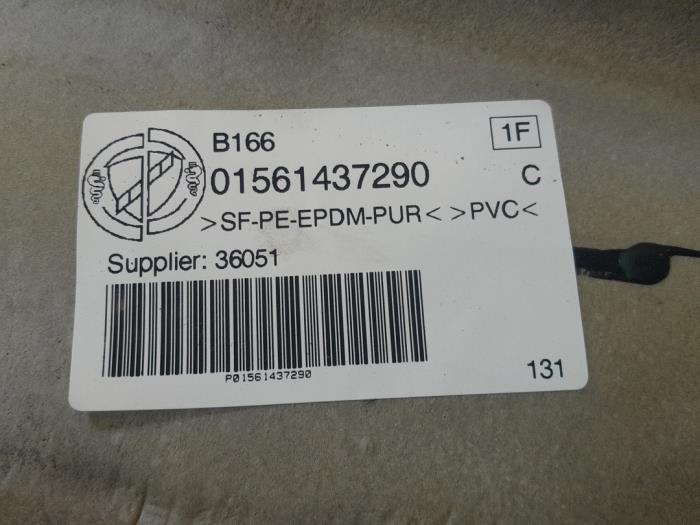 B166
1F
01561437290
C
>SF-PE-EPDM-PUR< >PVC<
Supplier: 36051
P01561437290
131